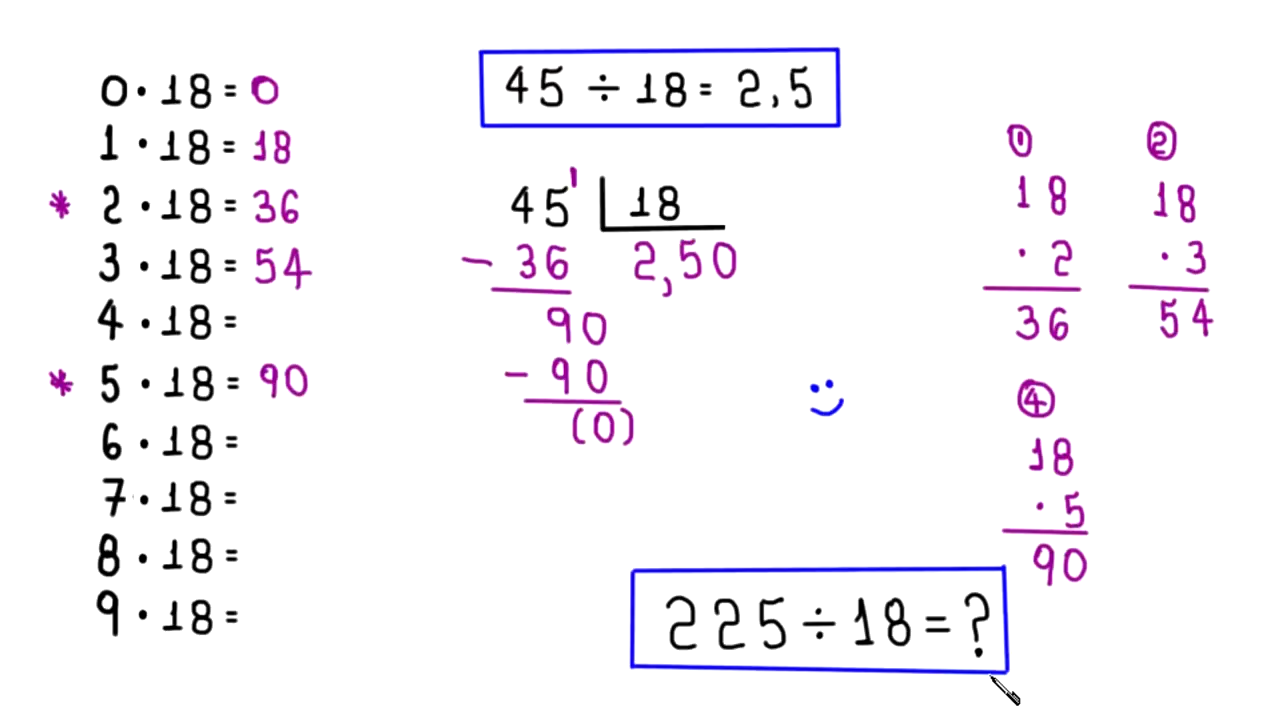 0 · 18 = 0
1 · 18 = 18
* 2 · 18 = 36
3 · 18 = 54
4 · 18 =
* 5 · 18 = 90
6 · 18 =
7 · 18 =
8 · 18 =
9 · 18 =
45 ÷ 18 = 2,5
45' 18
- 36 2,50
90
- 90
(0)
① ②
18 18
· 2 · 3
36 54
④
18
· 5
90
225 ÷ 18 = ?